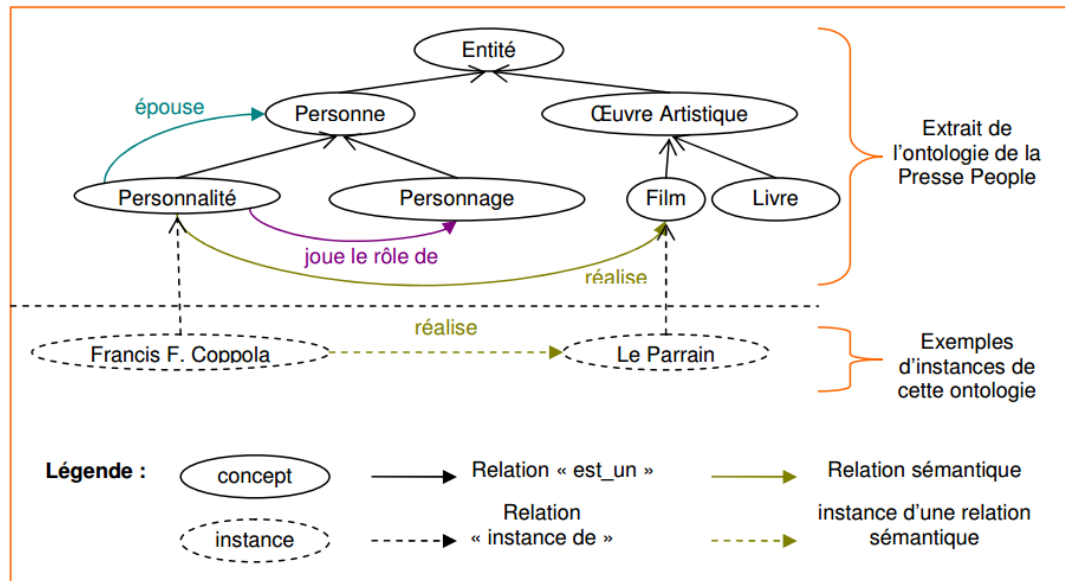 Entité
épouse
Personne
Œuvre Artistique
Extrait de
l’ontologie de la
Presse People
Personnalité
Personnage
Film
Livre
joue le rôle de
réalise
réalise
Francis F. Coppola
Le Parrain
Exemples
d’instances de
cette ontologie
Légende :
concept
Relation « est_un »
Relation sémantique
instance
Relation
« instance de »
instance d’une relation
sémantique